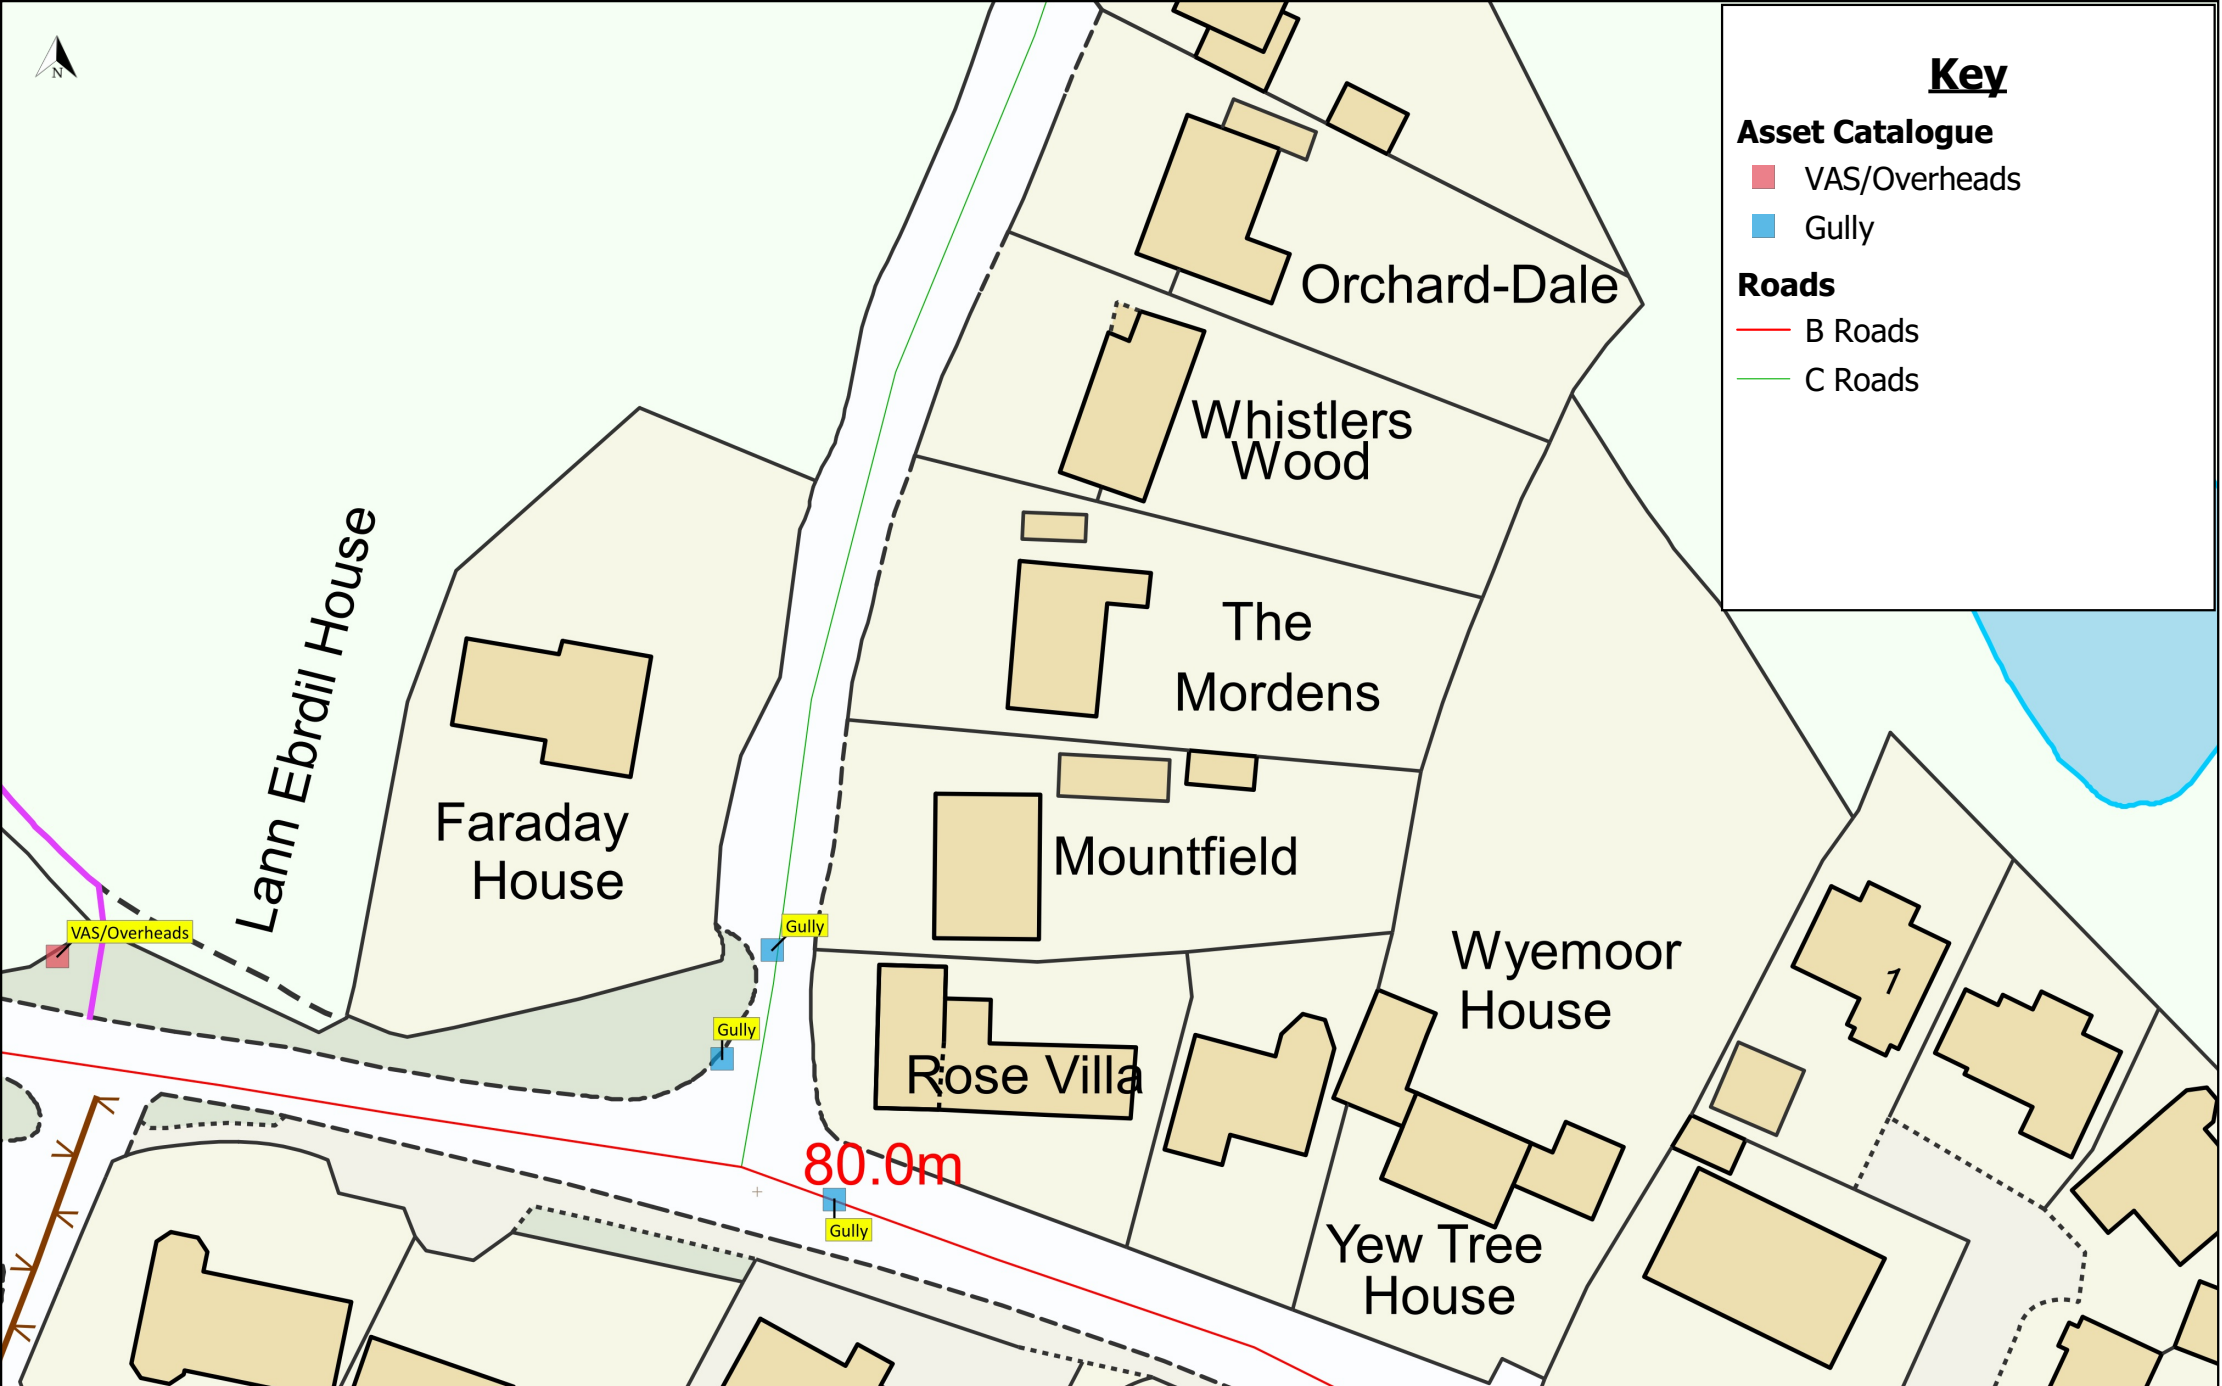 N
Key
Asset Catalogue
VAS/Overheads
Gully
Roads
B Roads
C Roads
Orchard-Dale
Whistlers
Wood
The
Mordens
Lann Ebrdil House
Faraday
House
Mountfield
VAS/Overheads
Gully
Wyemoor
House
1
Gully
Rose Villa
80.0m
Gully
Yew Tree
House